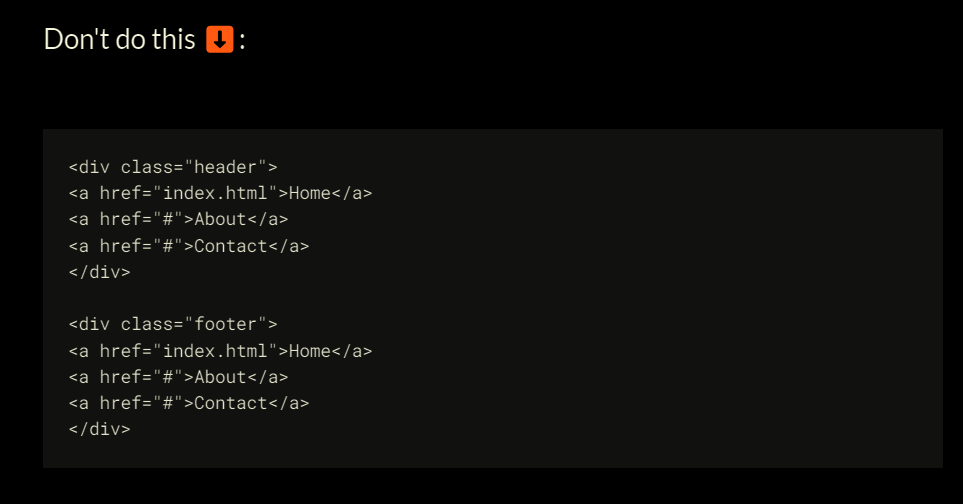 Don't do this ⬇:
<div class="header">
<a href="index.html">Home</a>
<a href="#">About</a>
<a href="#">Contact</a>
</div>
<div class="footer">
<a href="index.html">Home</a>
<a href="#">About</a>
<a href="#">Contact</a>
</div>